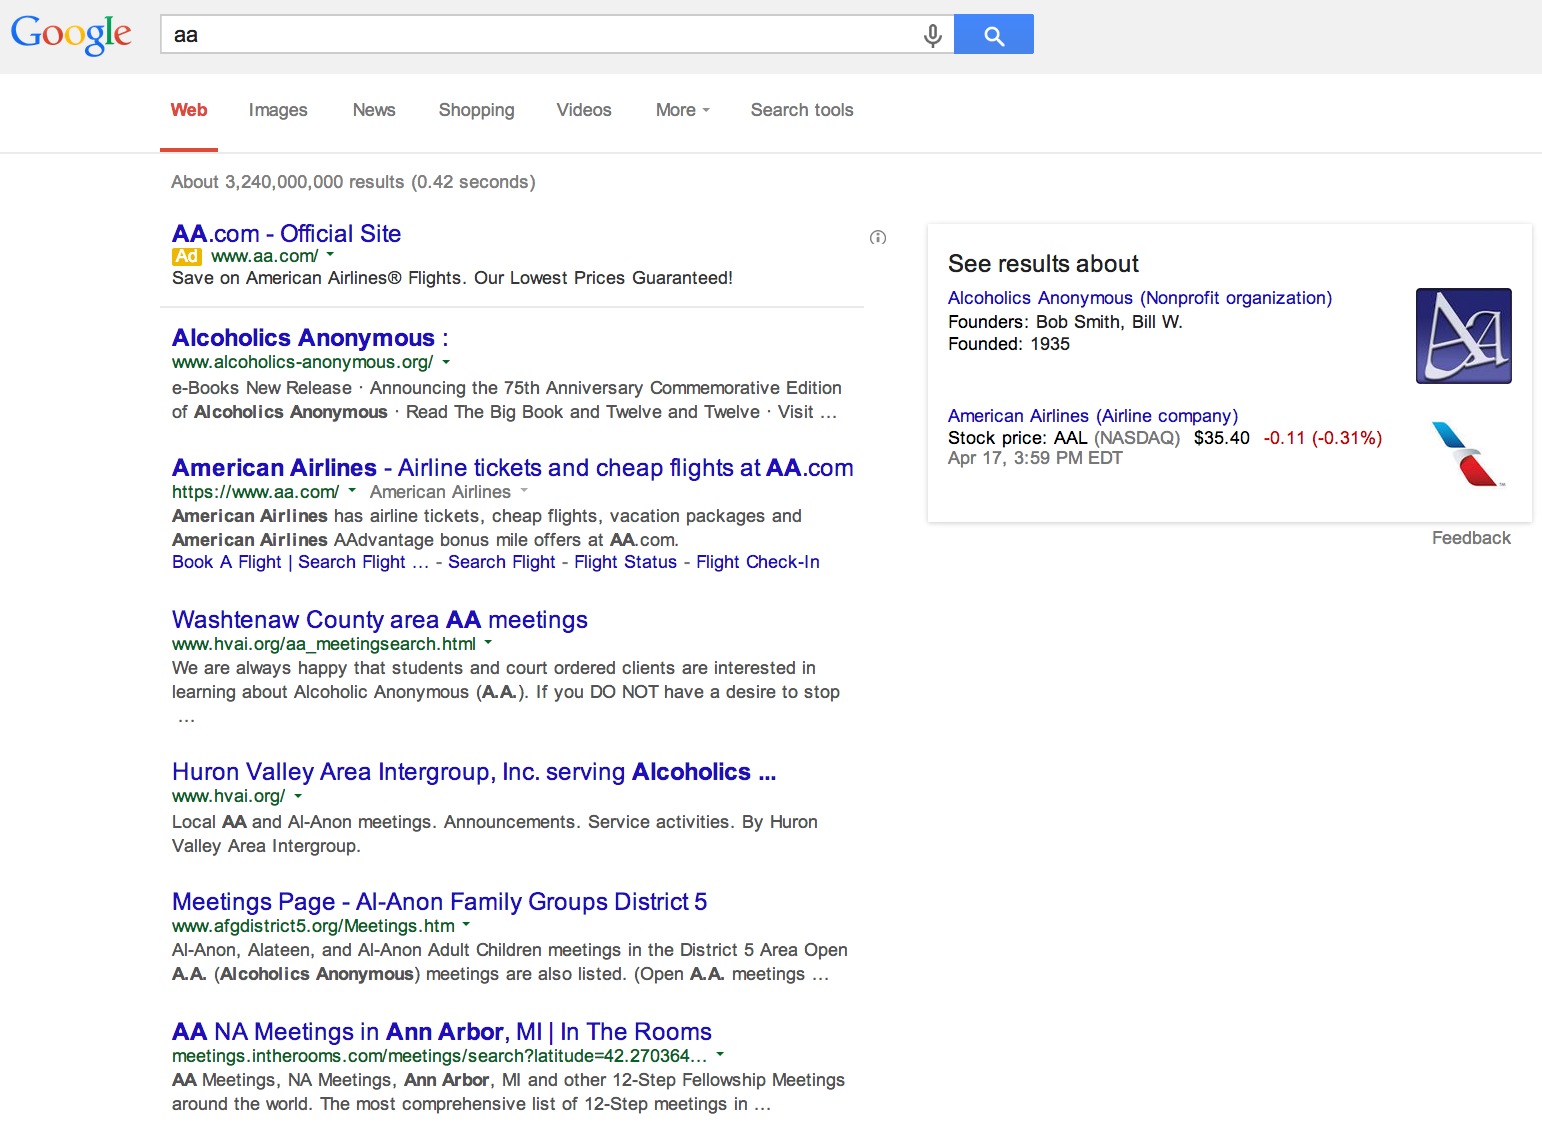 Google
aa
Web Images News Shopping Videos More Search tools
About 3,240,000,000 results (0.42 seconds)
AA.com - Official Site
Ad www.aa.com/
Save on American Airlines® Flights. Our Lowest Prices Guaranteed!
Alcoholics Anonymous :
www.alcoholics-anonymous.org/
e-Books New Release · Announcing the 75th Anniversary Commemorative Edition
of Alcoholics Anonymous · Read The Big Book and Twelve and Twelve · Visit ...
American Airlines - Airline tickets and cheap flights at AA.com
https://www.aa.com/ American Airlines
American Airlines has airline tickets, cheap flights, vacation packages and
American Airlines AAdvantage bonus mile offers at AA.com.
Book A Flight | Search Flight ... - Search Flight - Flight Status - Flight Check-In
Washtenaw County area AA meetings
www.hvai.org/aa_meetingsearch.html
We are always happy that students and court ordered clients are interested in
learning about Alcoholic Anonymous (A.A.). If you DO NOT have a desire to stop
...
Huron Valley Area Intergroup, Inc. serving Alcoholics ...
www.hvai.org/
Local AA and Al-Anon meetings. Announcements. Service activities. By Huron
Valley Area Intergroup.
Meetings Page - Al-Anon Family Groups District 5
www.afgdistrict5.org/Meetings.htm
Al-Anon, Alateen, and Al-Anon Adult Children meetings in the District 5 Area Open
A.A. (Alcoholics Anonymous) meetings are also listed. (Open A.A. meetings ...
AA NA Meetings in Ann Arbor, MI | In The Rooms
meetings.intherooms.com/meetings/search?latitude=42.270364...
AA Meetings, NA Meetings, Ann Arbor, MI and other 12-Step Fellowship Meetings
around the world. The most comprehensive list of 12-Step meetings in ...
See results about
Alcoholics Anonymous (Nonprofit organization)
Founders: Bob Smith, Bill W.
Founded: 1935
AA
American Airlines (Airline company)
Stock price: AAL (NASDAQ) $35.40 -0.11 (-0.31%)
Apr 17, 3:59 PM EDT
™
Feedback